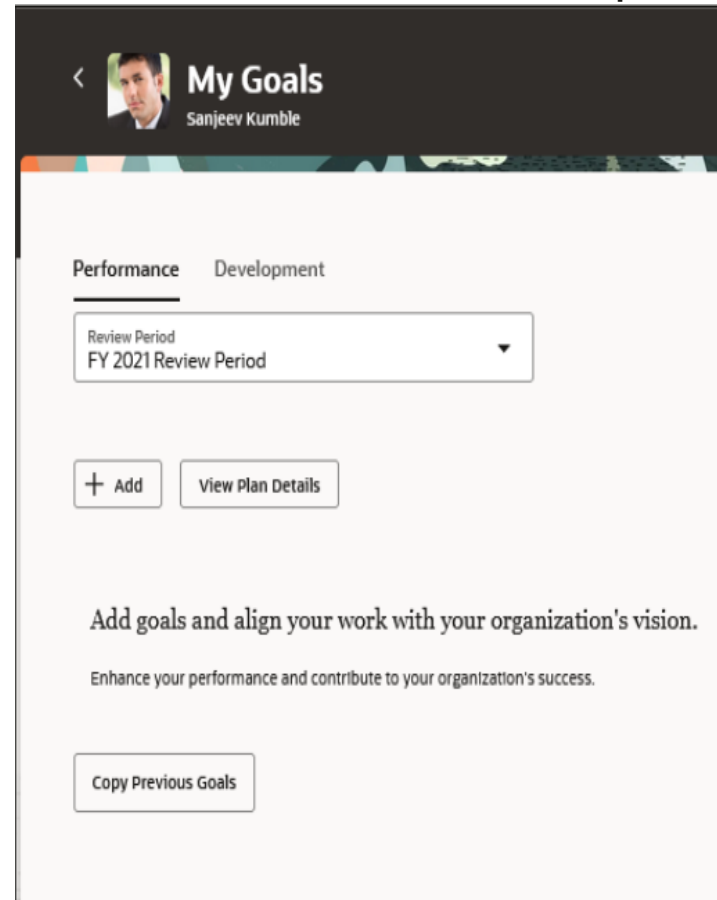 My Goals
Sanjeev Kumble
Performance Development
Review Period
FY 2021 Review Period
+ Add View Plan Details
Add goals and align your work with your organization's vision.
Enhance your performance and contribute to your organization's success.
Copy Previous Goals